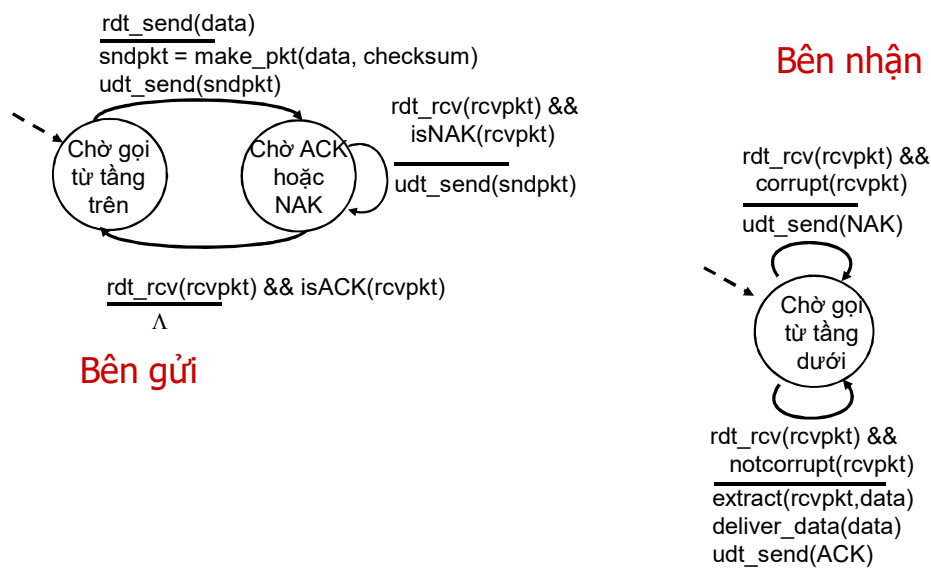 rdt_send(data)
sndpkt = make_pkt(data, checksum)
udt_send(sndpkt)
Chờ gọi
từ tầng
trên
Chờ ACK
hoặc
NAK
rdt_rcv(rcvpkt) &&
isNAK(rcvpkt)
udt_send(sndpkt)
rdt_rcv(rcvpkt) && isACK(rcvpkt)
Λ
Bên gửi
Bên nhận
rdt_rcv(rcvpkt) &&
corrupt(rcvpkt)
udt_send(NAK)
Chờ gọi
từ tầng
dưới
rdt_rcv(rcvpkt) &&
notcorrupt(rcvpkt)
extract(rcvpkt,data)
deliver_data(data)
udt_send(ACK)